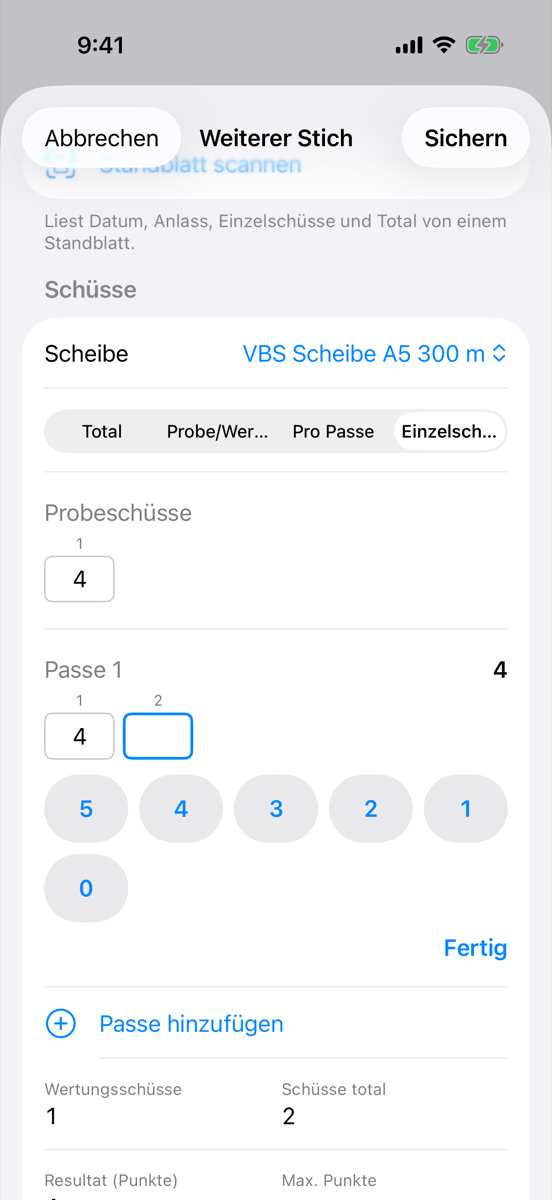 9:41
Abbrechen
Weiterer Stich
Sichern
Standblatt scannen
Liest Datum, Anlass, Einzelschüsse und Total von einem
Standblatt.
Schüsse
Scheibe
VBS Scheibe A5 300 m
Total
Probe/Wer...
Pro Passe
Einzelsch...
Probeschüsse
1
4
Passe 1
4
1
2
4
5
4
3
2
1
0
Fertig
Passe hinzufügen
Wertungsschüsse
Schüsse total
1
2
Resultat (Punkte)
Max. Punkte